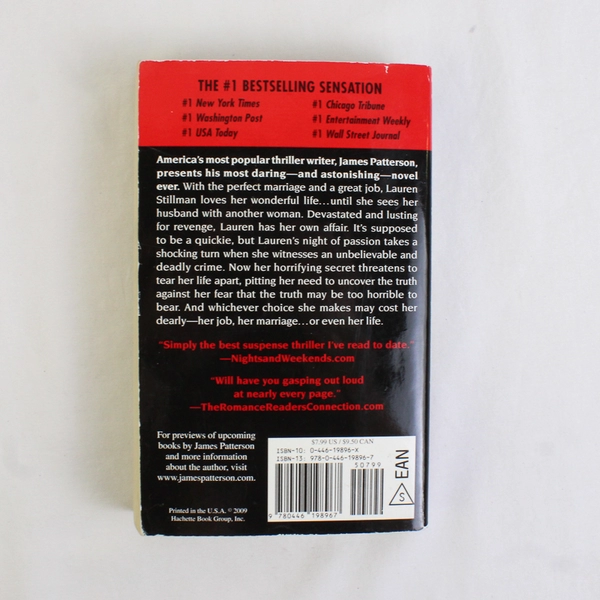 THE #1 BESTSELLING SENSATION
#1 New York Times
#1 Washington Post
#1 USA Today
#1 Chicago Tribune
#1 Entertainment Weekly
#1 Wall Street Journal
America's most popular thriller writer, James Patterson,
presents his most daring—and astonishing—novel
ever. With the perfect marriage and a great job, Lauren
Stillman loves her wonderful life...until she sees her
husband with another woman. Devastated and lusting
for revenge, Lauren has her own affair. It's supposed
to be a quickie, but Lauren's night of passion takes a
shocking turn when she witnesses an unbelievable and
deadly crime. Now her horrifying secret threatens to
tear her life apart, pitting her need to uncover the truth
against her fear that the truth may be too horrible to
bear. And whichever choice she makes may cost her
dearly—her job, her marriage...or even her life.
"Simply the best suspense thriller I've read to date."
—NightsandWeekends.com
"Will have you gasping out loud
at nearly every page."
—TheRomanceReadersConnection.com
For previews of upcoming
books by James Patterson
and more information
about the author, visit
www.jamespatterson.com.
Printed in the U.S.A. © 2009
Hachette Book Group, Inc.
$7.99 US / $9.50 CAN
ISBN-10: 0-446-19896-X
ISBN-13: 978-0-446-19896-7
50799
9 780446 198967
EAN
S